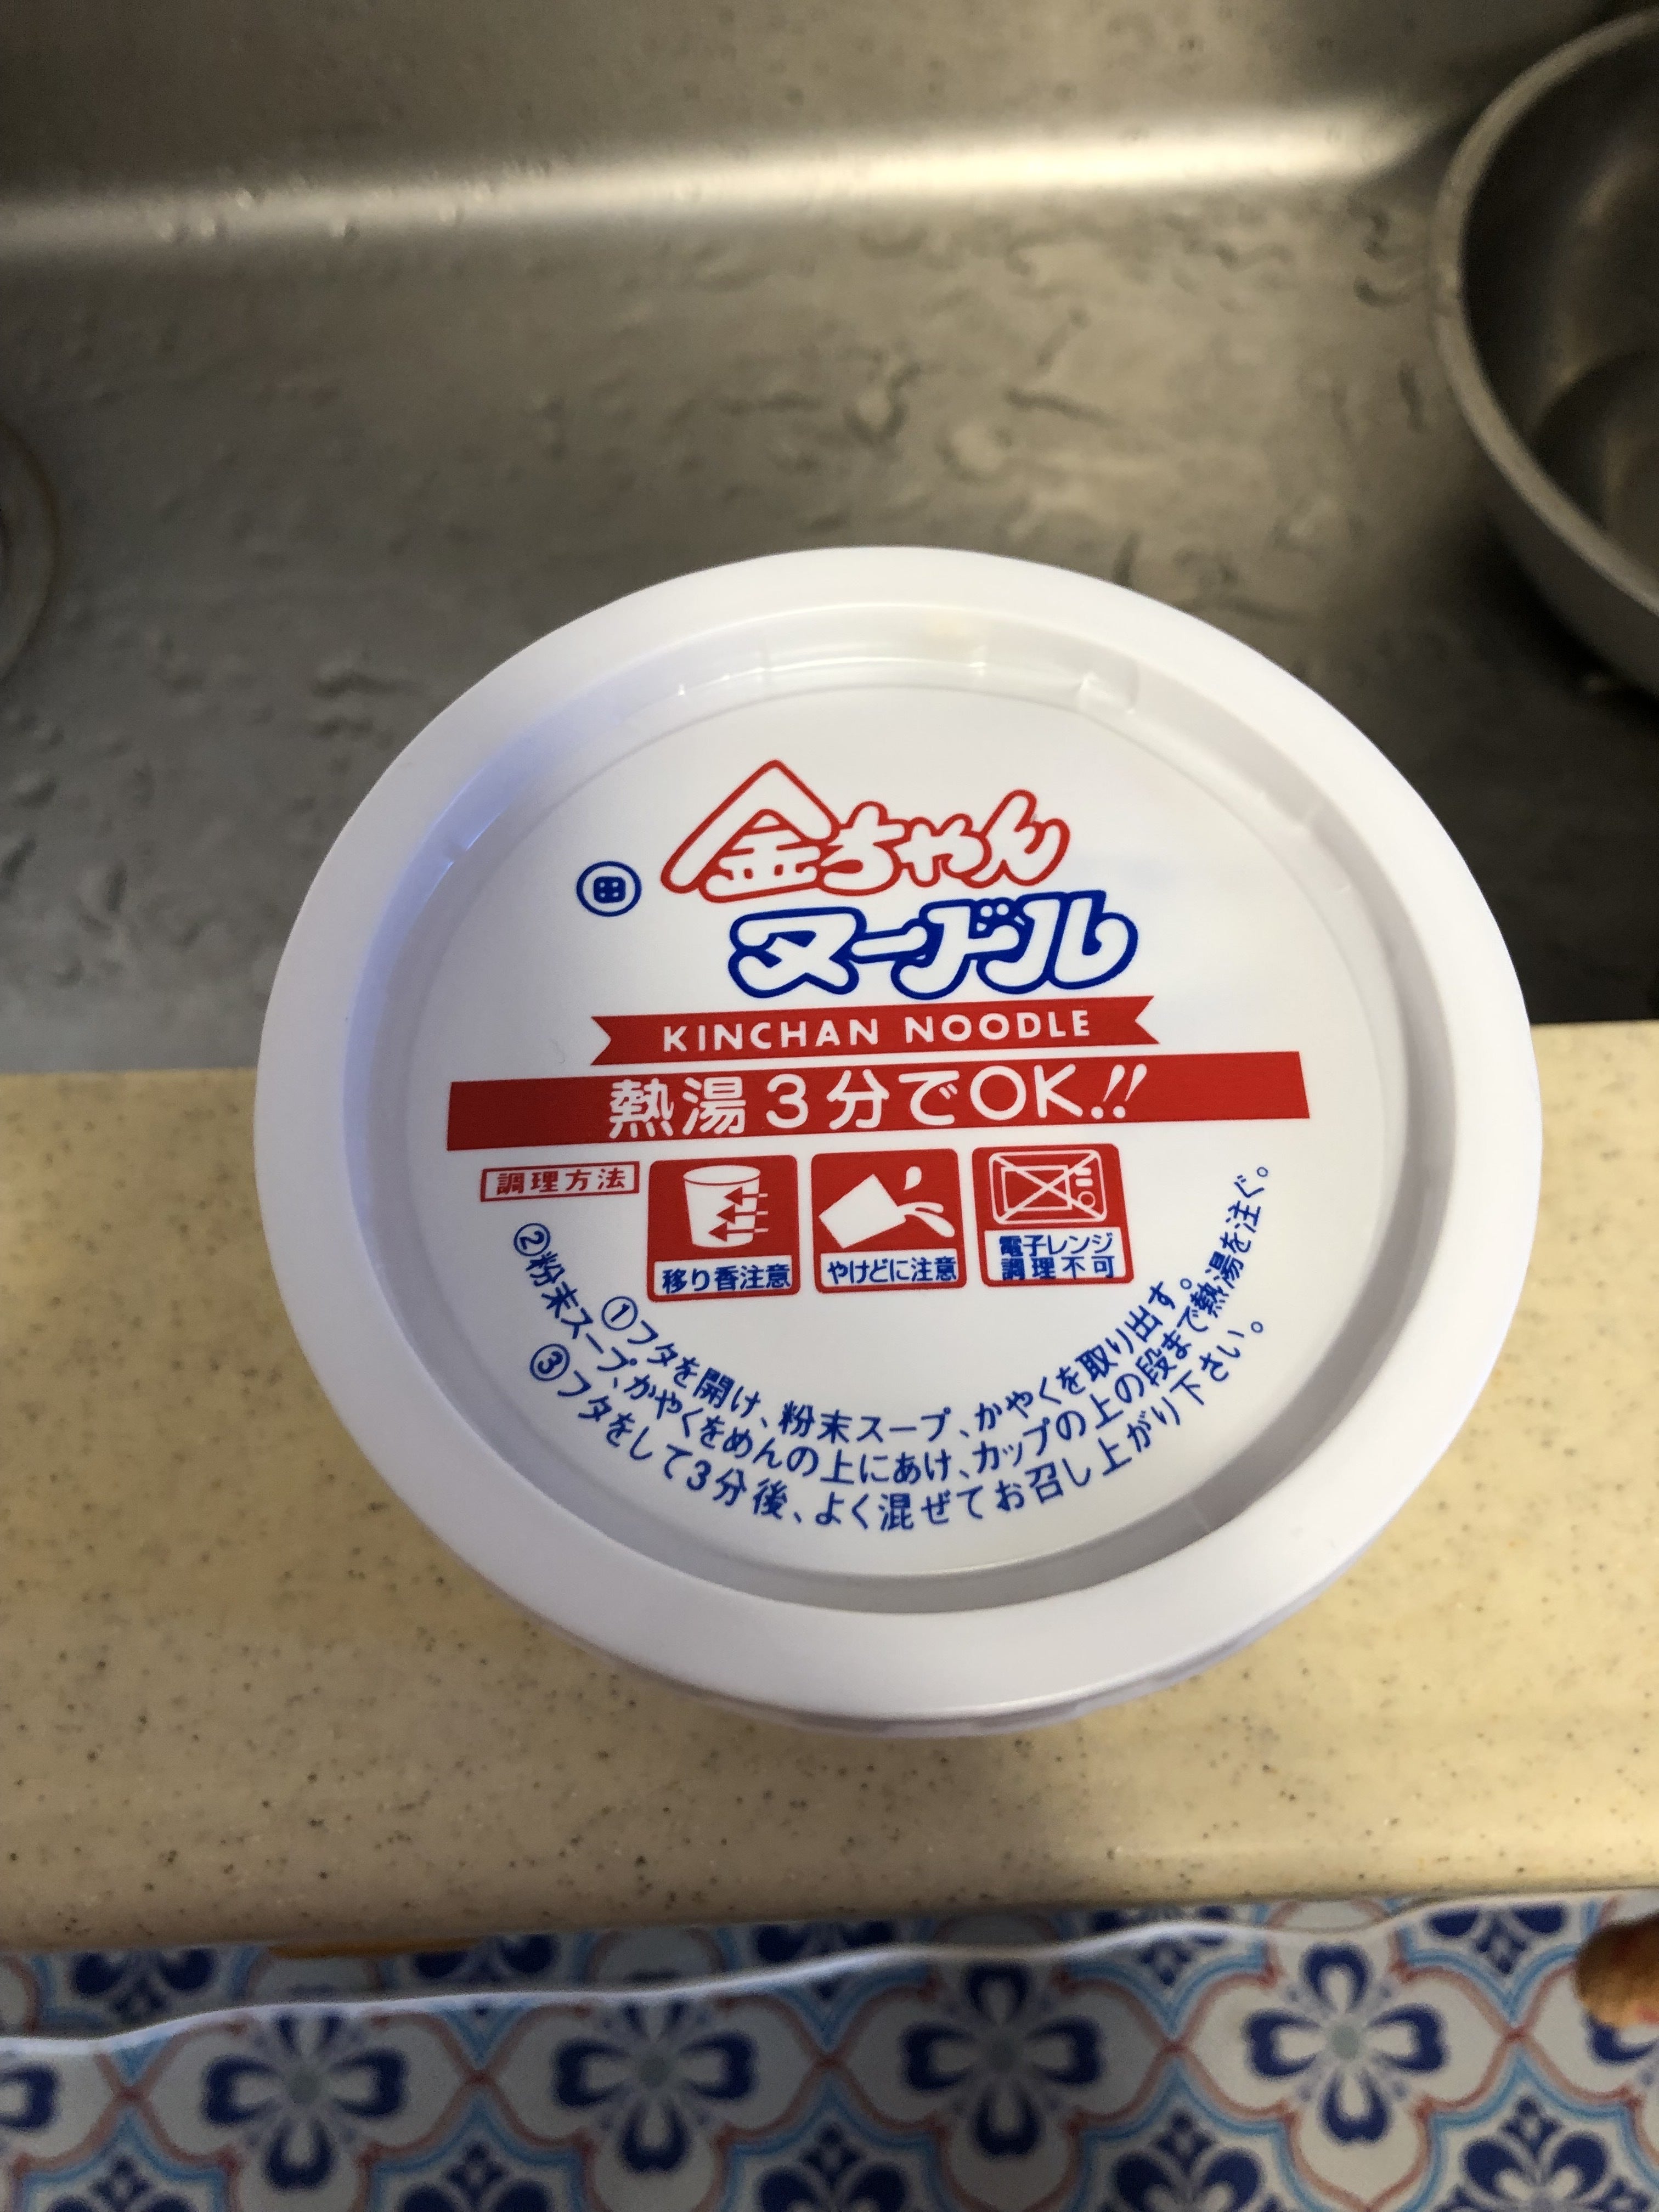 金ちゃん
ヌードル
KINCHAN NOODLE
熱湯3分でOK!!
調理方法
移り香注意
やけどに注意
電子レンジ
調理不可
①フタを開け、粉末スープ、かやくを取り出す。
②粉末スープ、かやくをめんの上にあけ、カップの上の段まで熱湯を注ぐ。
③フタをして3分後、よく混ぜてお召し上がり下さい。